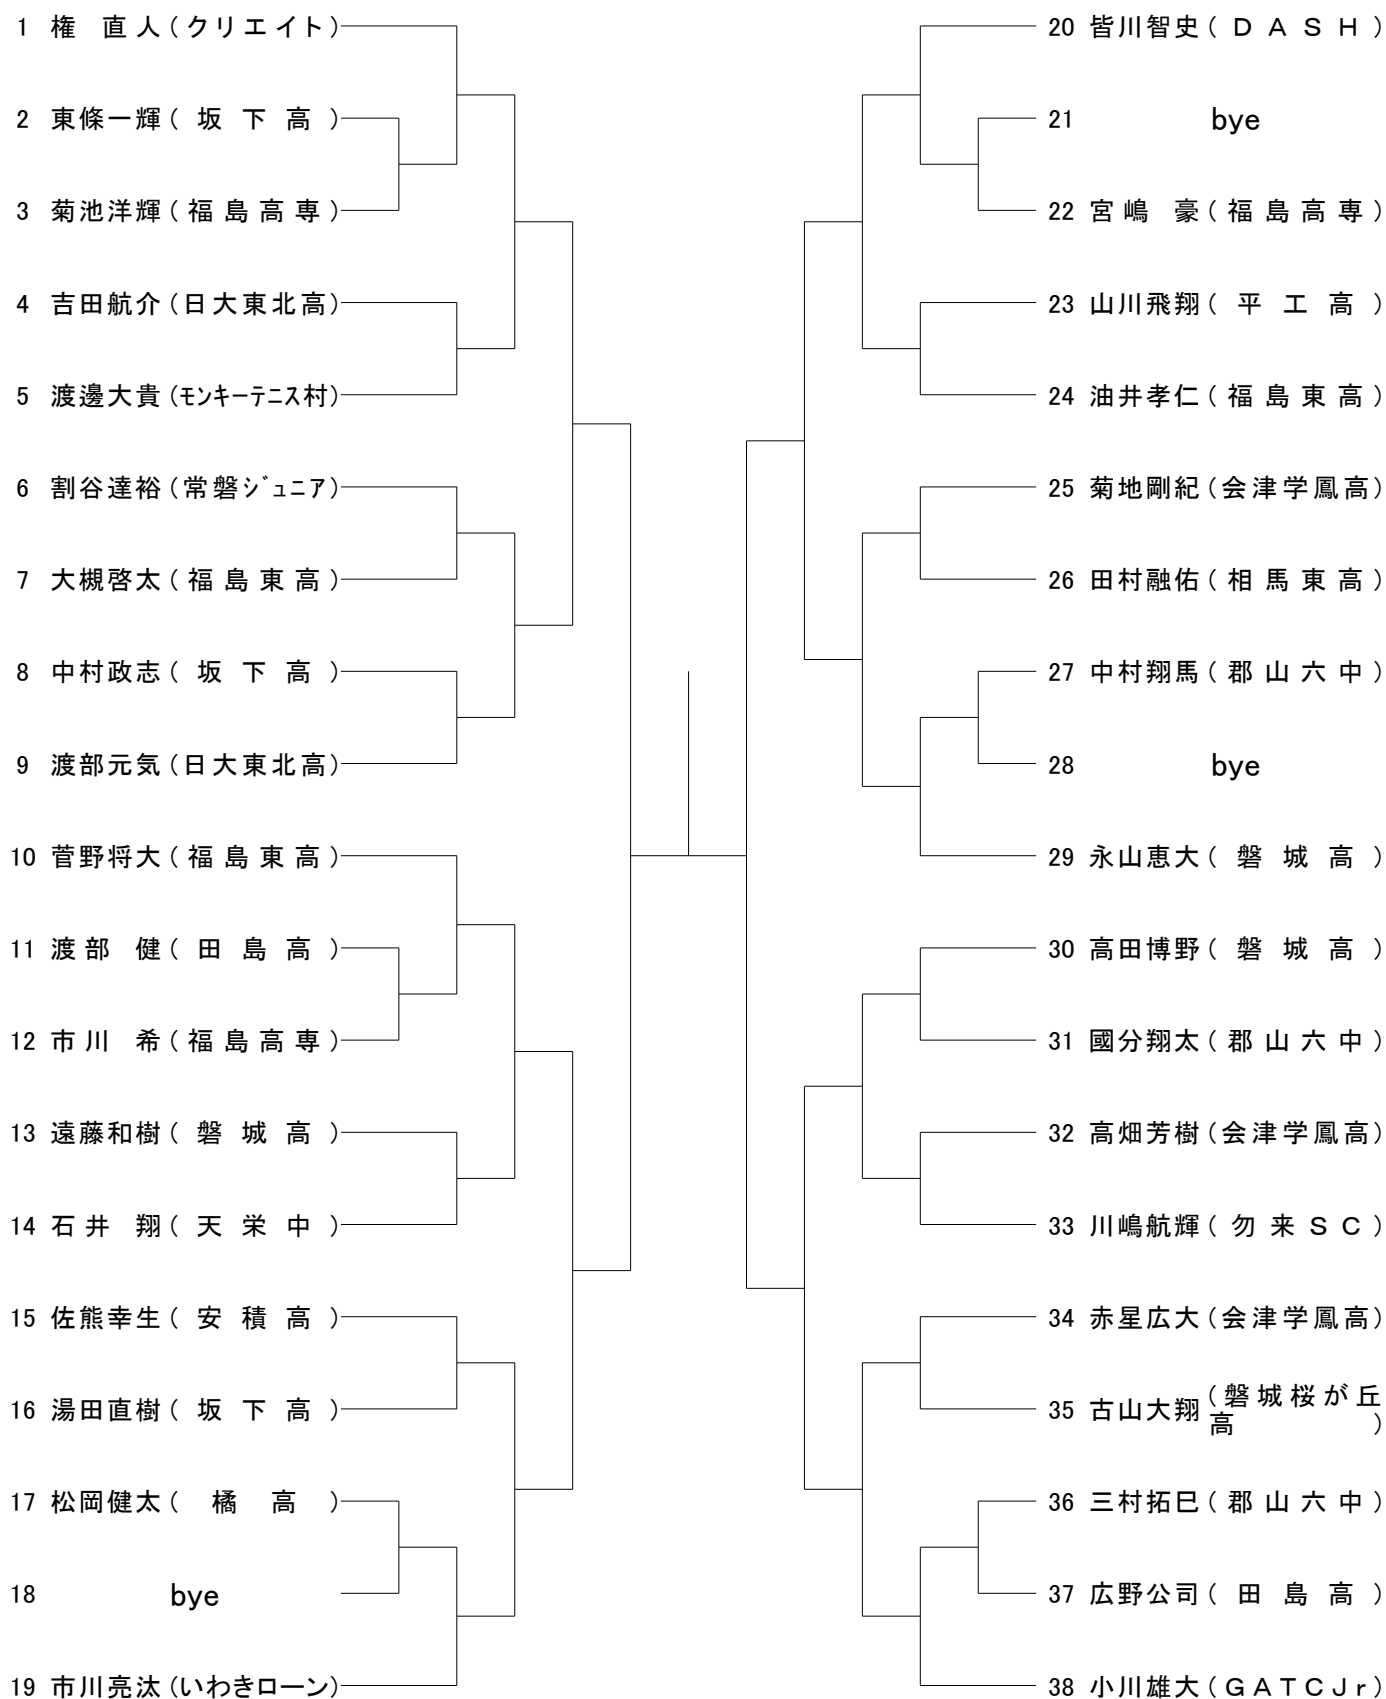 1 権 直人(クリエイト)
2 東條一輝(坂下高)
3 菊池洋輝(福島高専)
4 吉田航介(日大東北高)
5 渡邊大貴(モンキーテニス村)
6 割谷達裕(常磐ジュニア)
7 大槻啓太(福島東高)
8 中村政志(坂下高)
9 渡部元気(日大東北高)
10 菅野将大(福島東高)
11 渡部 健(田島高)
12 市川 希(福島高専)
13 遠藤和樹(磐城高)
14 石井 翔(天栄中)
15 佐熊幸生(安積高)
16 湯田直樹(坂下高)
17 松岡健太(橘高)
18 bye
19 市川亮汰(いわきローン)
20 皆川智史(DASH)
21 bye
22 宮嶋 豪(福島高専)
23 山川飛翔(平工高)
24 油井孝仁(福島東高)
25 菊地剛紀(会津学鳳高)
26 田村融佑(相馬東高)
27 中村翔馬(郡山六中)
28 bye
29 永山恵大(磐城高)
30 高田博野(磐城高)
31 國分翔太(郡山六中)
32 高畑芳樹(会津学鳳高)
33 川嶋航輝(勿来SC)
34 赤星広大(会津学鳳高)
35 古山大翔(磐城桜が丘
高)
36 三村拓巳(郡山六中)
37 広野公司(田島高)
38 小川雄大(GATCJr)